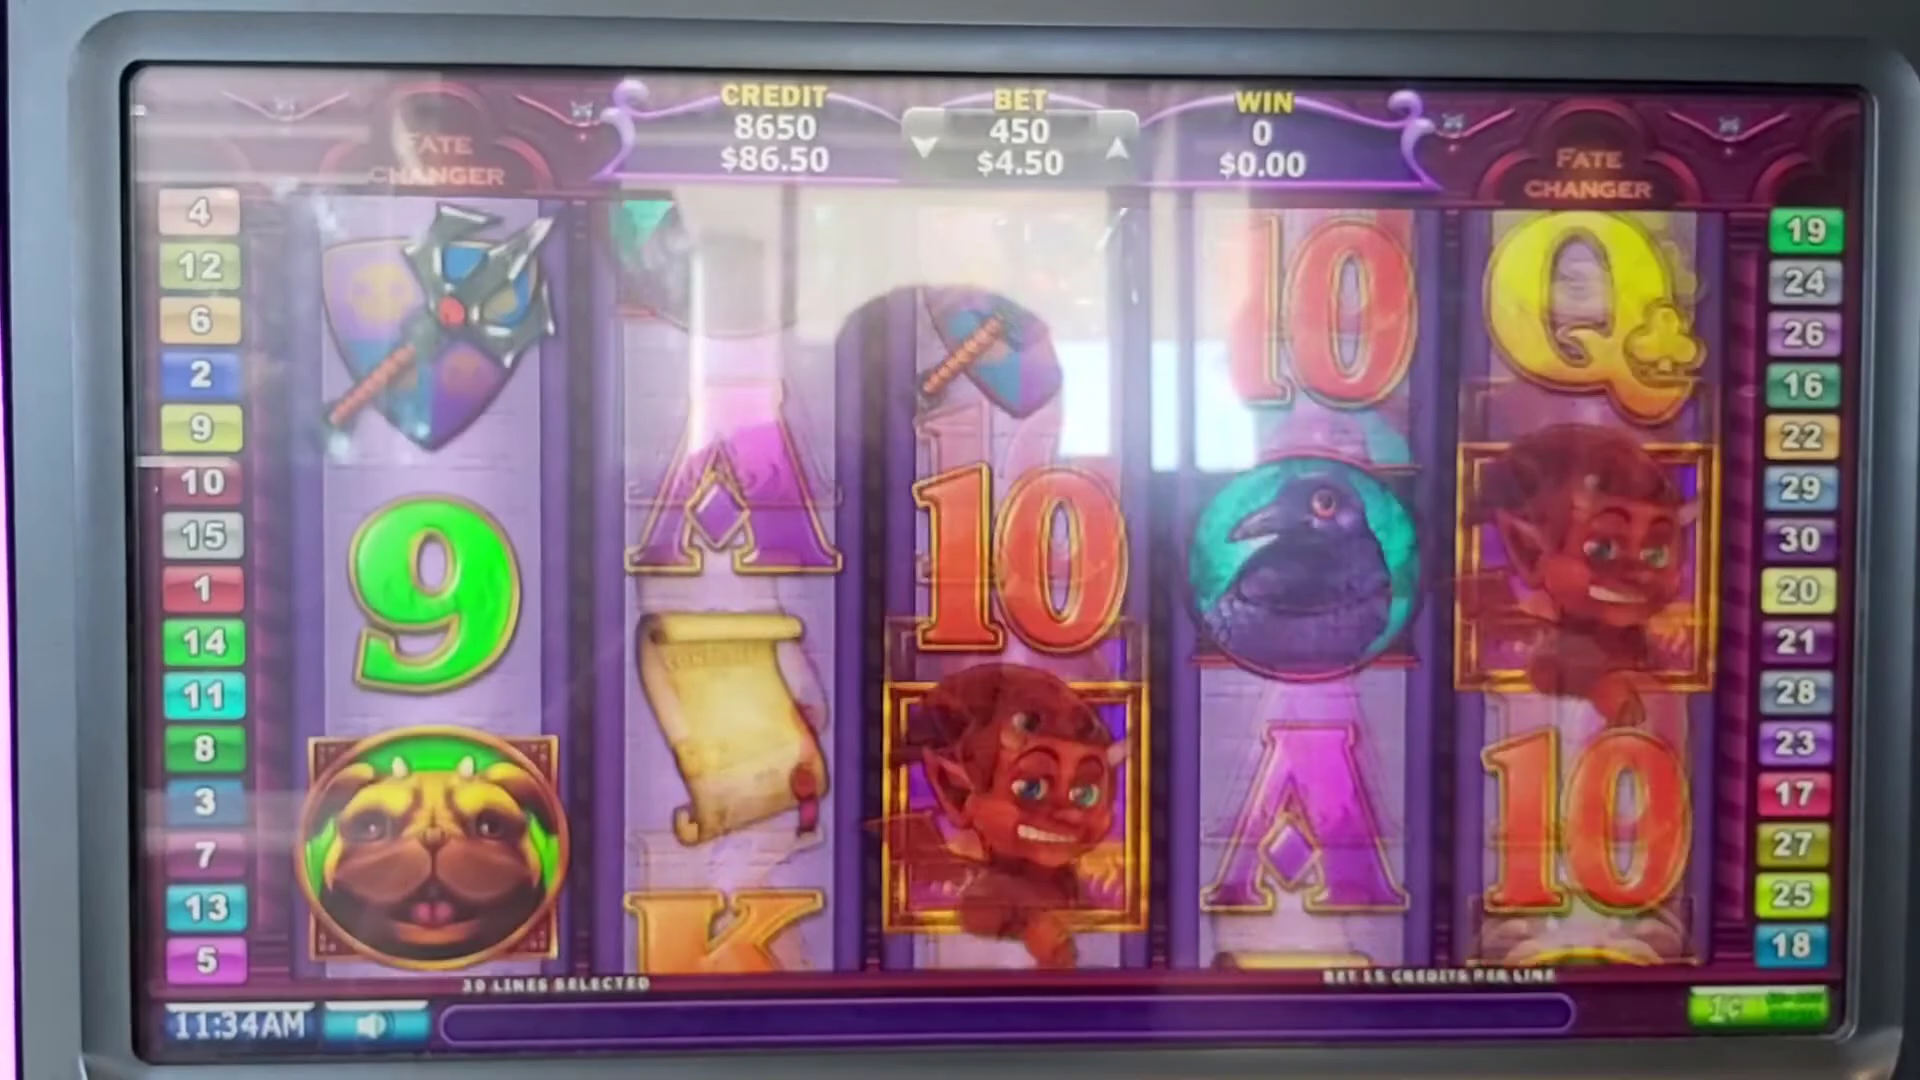 CREDIT
8650
$86.50
BET
450
$4.50
WIN
0
$0.00
FATE
CHANGER
FATE
CHANGER
4
12
6
2
9
10
15
1
14
11
8
3
7
13
5
10
Q
A
10
9
A
K
10
19
24
26
16
22
29
30
20
21
28
23
17
27
25
18
30 LINES SELECTED
BET 15 CREDITS PER LINE
11:34AM
1¢